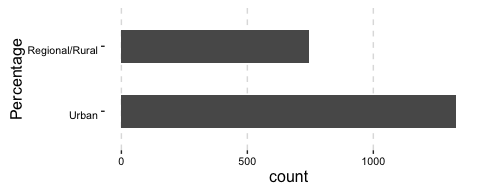 Percentage
Regional/Rural
Urban
0 500 1000
count